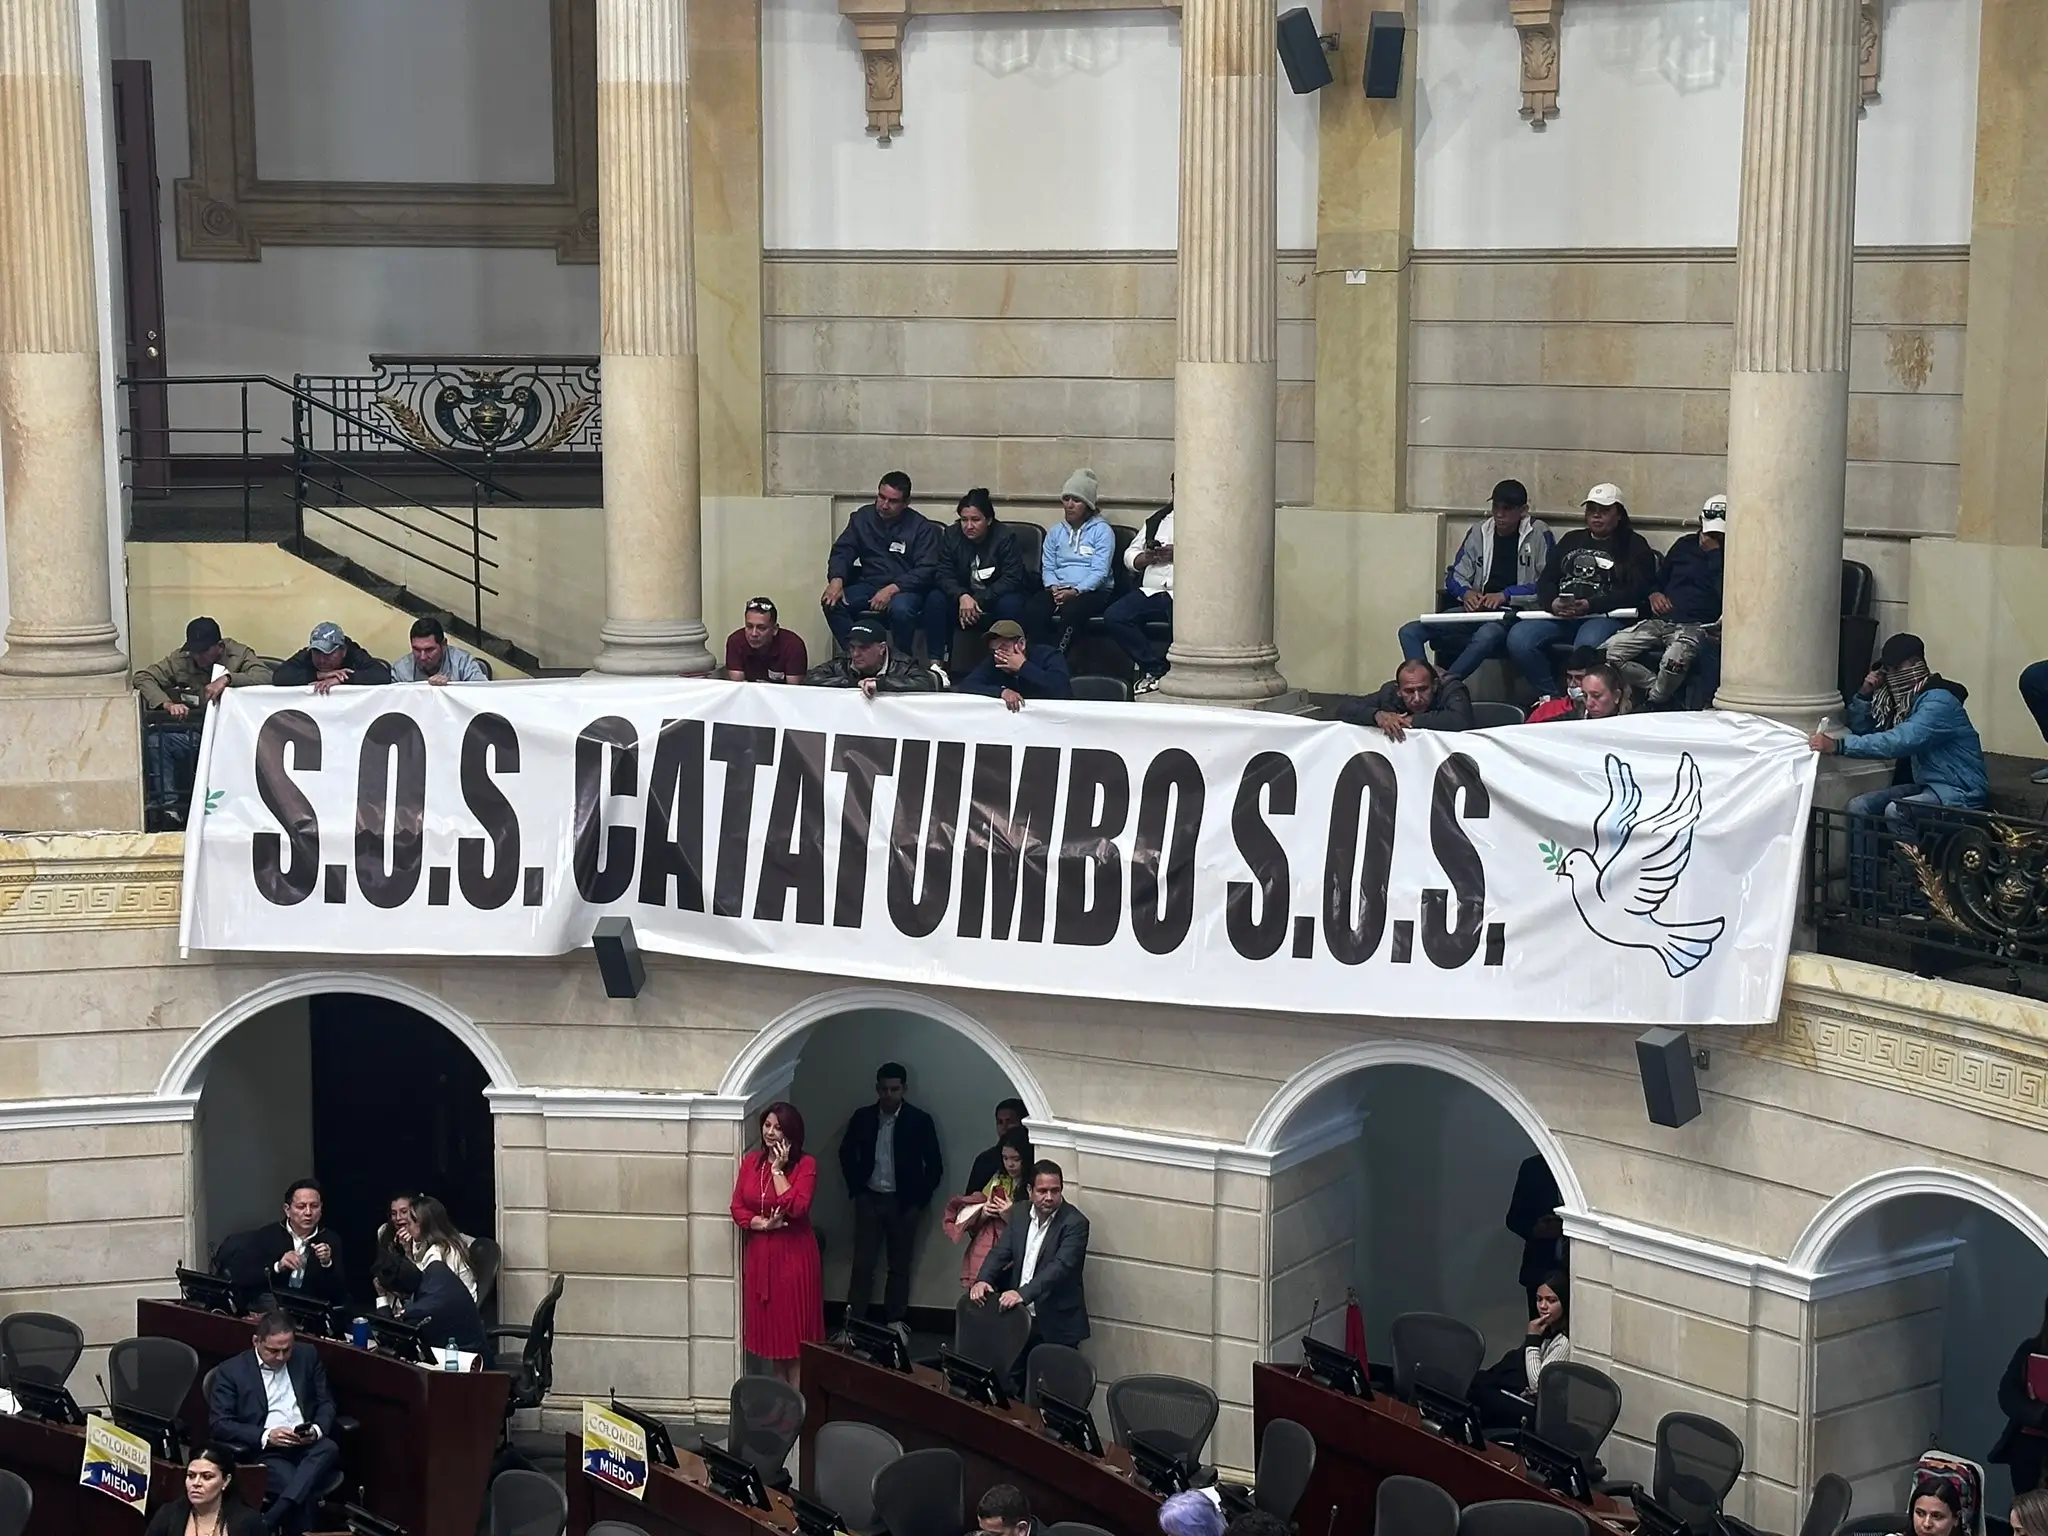 S.O.S. CATATUMBO S.O.S.
COLOMBIA
SIN
MIEDO
COLOMBIA
SIN
MIEDO